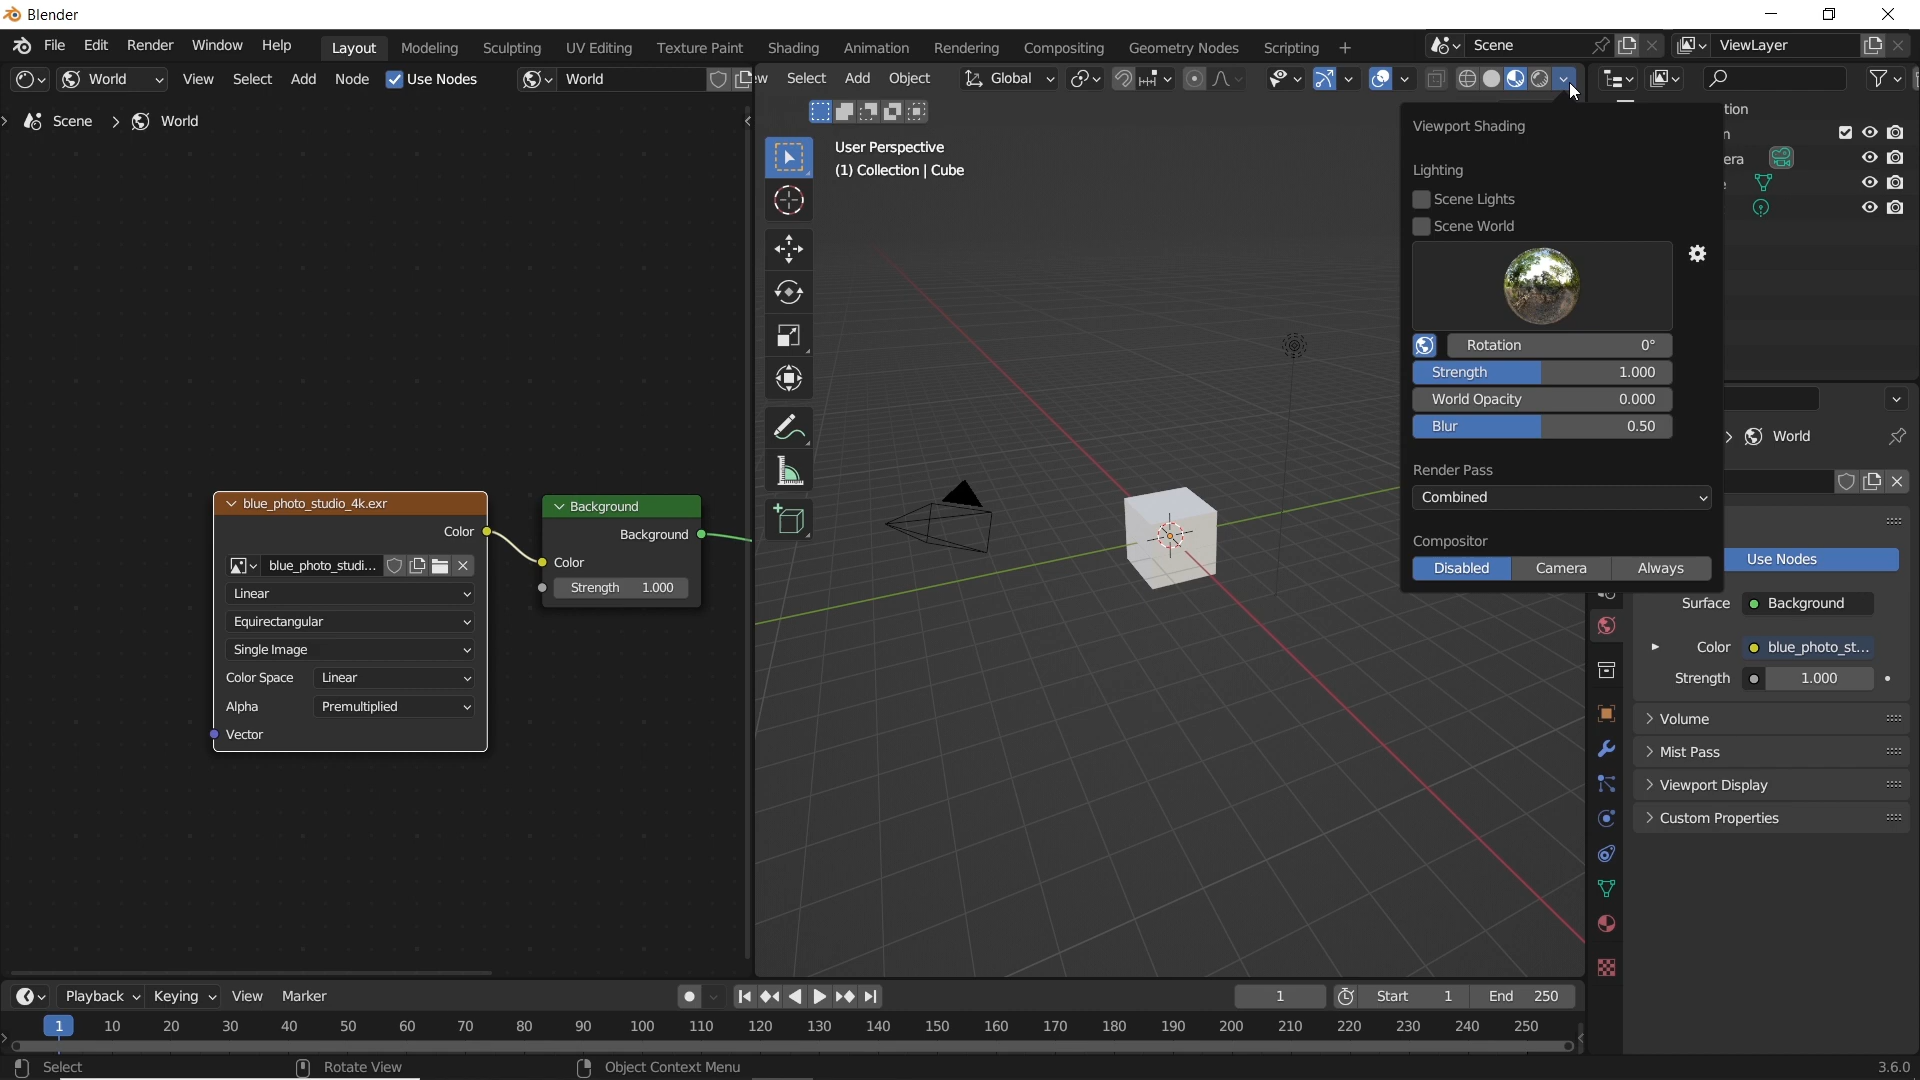 Blender
File Edit Render Window Help Layout Modeling Sculpting UV Editing Texture Paint Shading Animation Rendering Compositing Geometry Nodes Scripting + Scene ViewLayer
World View Select Add Node Use Nodes World
Select Add Object Global
Scene > World
User Perspective
(1) Collection | Cube
Viewport Shading
Lighting
Scene Lights
Scene World
Rotation 0°
Strength 1.000
World Opacity 0.000
Blur 0.50
Render Pass
Combined
Compositor
Disabled Camera Always
blue_photo_studio_4k.exr
Color
blue_photo_studi...
Linear
Equirectangular
Single Image
Color Space Linear
Alpha Premultiplied
Vector
Background
Background
Color
Strength 1.000
tion
n
era
e
World
Use Nodes
Surface Background
Color blue_photo_st...
Strength 1.000
Volume
Mist Pass
Viewport Display
Custom Properties
Playback Keying View Marker 1 Start 1 End 250
1 10 20 30 40 50 60 70 80 90 100 110 120 130 140 150 160 170 180 190 200 210 220 230 240 250
Select Rotate View Object Context Menu 3.6.0